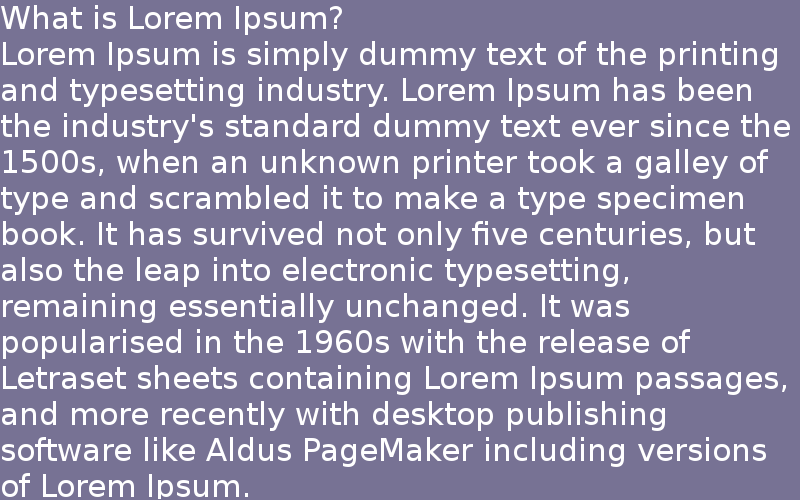 What is Lorem Ipsum?
Lorem Ipsum is simply dummy text of the printing
and typesetting industry. Lorem Ipsum has been
the industry's standard dummy text ever since the
1500s, when an unknown printer took a galley of
type and scrambled it to make a type specimen
book. It has survived not only five centuries, but
also the leap into electronic typesetting,
remaining essentially unchanged. It was
popularised in the 1960s with the release of
Letraset sheets containing Lorem Ipsum passages,
and more recently with desktop publishing
software like Aldus PageMaker including versions
of Lorem Ipsum.